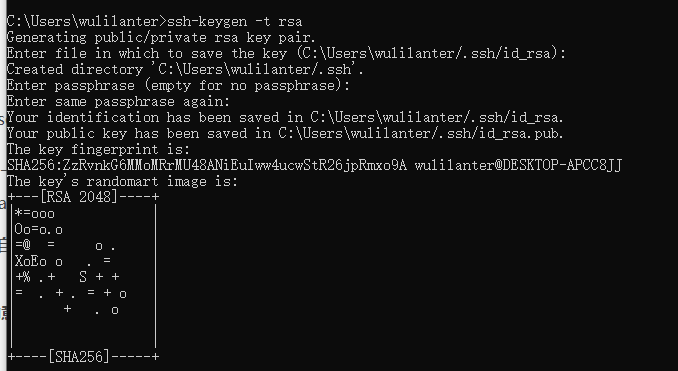 C:\Users\wulilanter>ssh-keygen -t rsa
Generating public/private rsa key pair.
Enter file in which to save the key (C:\Users\wulilanter/.ssh/id_rsa):
Created directory 'C:\Users\wulilanter/.ssh'.
Enter passphrase (empty for no passphrase):
Enter same passphrase again:
Your identification has been saved in C:\Users\wulilanter/.ssh/id_rsa.
Your public key has been saved in C:\Users\wulilanter/.ssh/id_rsa.pub.
The key fingerprint is:
SHA256:ZzRvnkG6MMoMRrMU48ANiEuIww4ucwStR26jpRmxo9A wulilanter@DESKTOP-APCC8JJ
The key's randomart image is:
+---[RSA 2048]----+
|*=ooo            |
|Oo=o.o           |
|=@  =     o .    |
|XoEo o   . =     |
|+% .+   S + +    |
|=  . + . = + o   |
|      +   . o    |
|                 |
|                 |
+----[SHA256]-----+